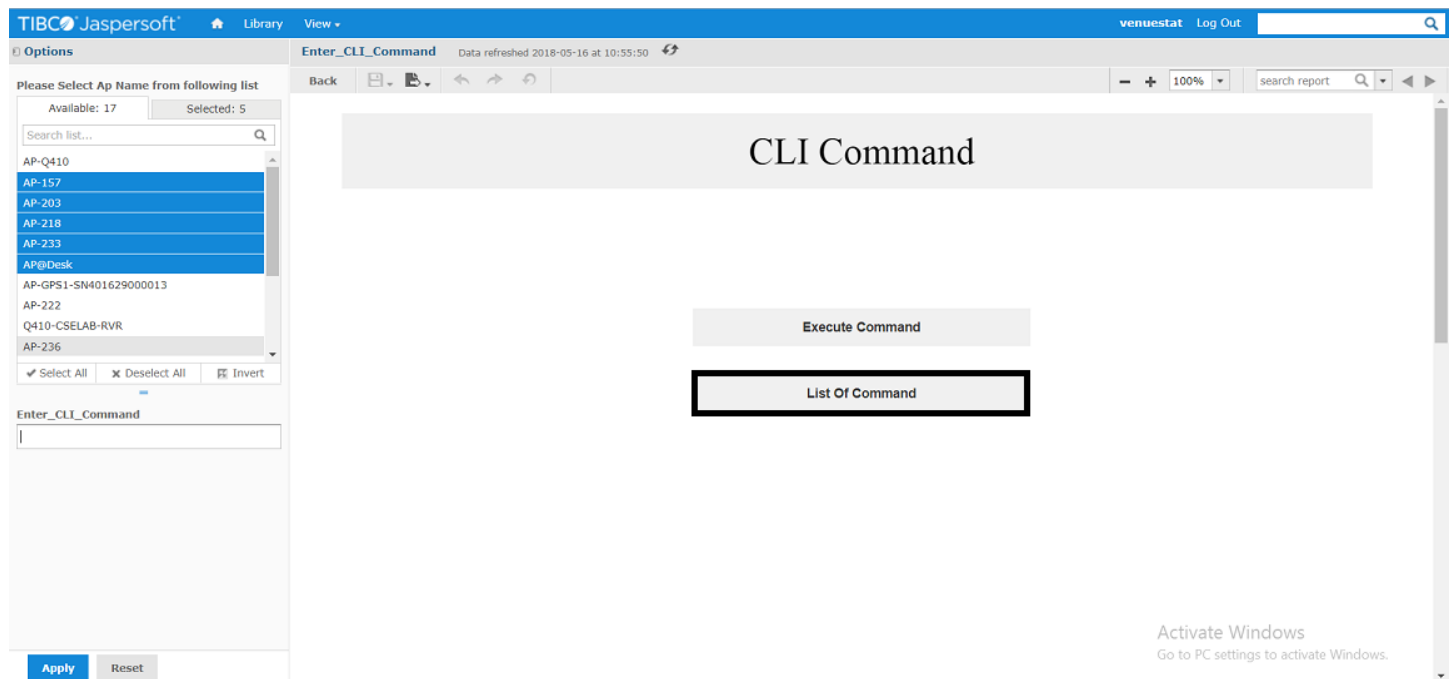 TIBCO Jaspersoft Library View venuestat Log Out
Options
Enter_CLI_Command Data refreshed 2018-05-16 at 10:55:50
Please Select Ap Name from following list
Back 100% search report
Available: 17 Selected: 5
Search list...
CLI Command
AP-Q410
AP-157
AP-203
AP-218
AP-233
AP@Desk
AP-GPS1-SN401629000013
AP-222
Q410-CSELAB-RVR
Execute Command
AP-236
Select All Deselect All Invert
List Of Command
Enter_CLI_Command
Activate Windows
Go to PC settings to activate Windows.
Apply Reset